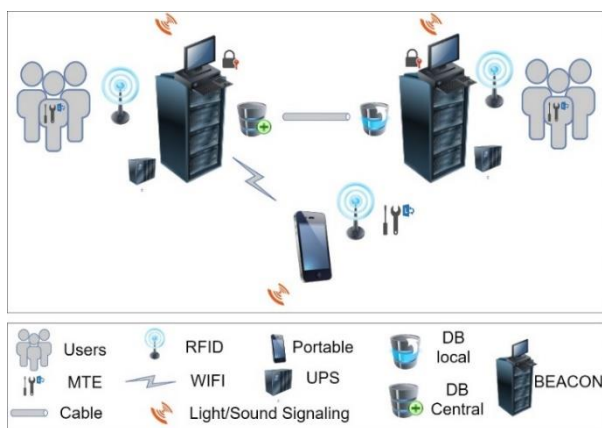 Users
RFID
Portable
DB
local
MTE
WIFI
UPS
DB
Central
BEACON
Cable
Light/Sound Signaling